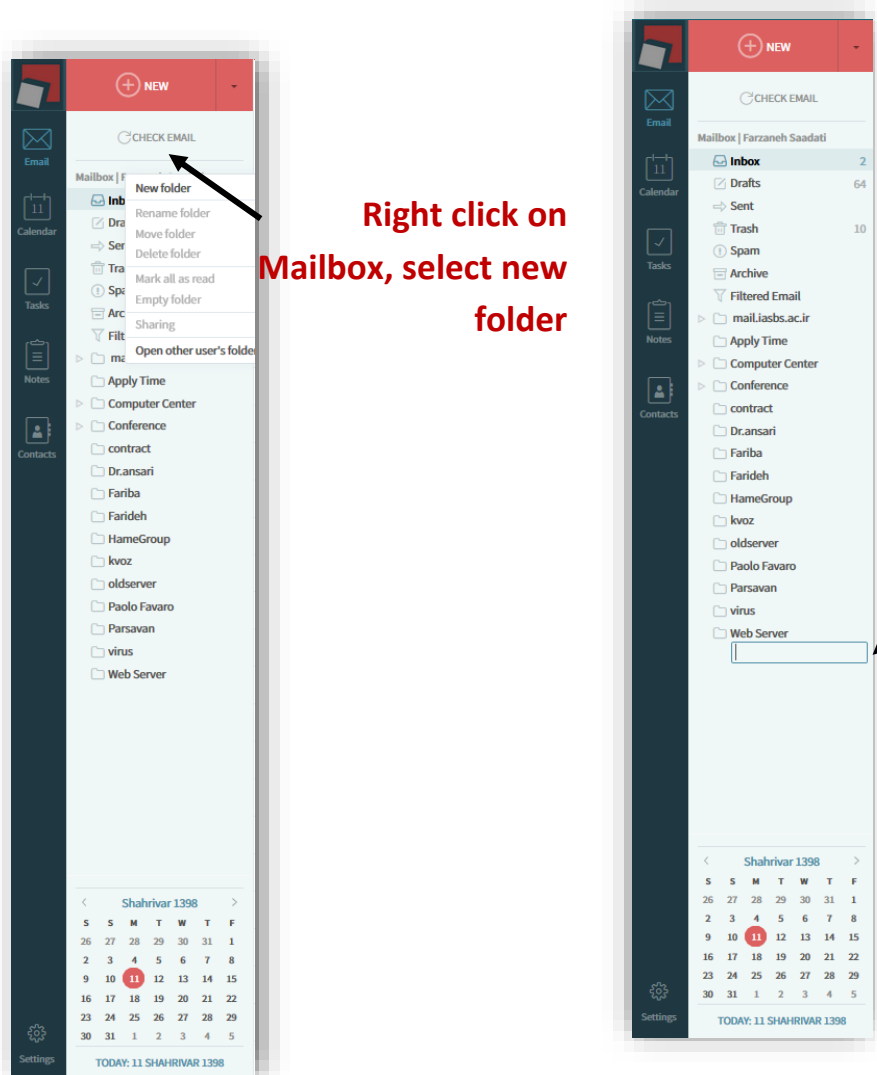 NEW
CHECK EMAIL
Email
Mailbox | F
New folder
Inb
Rename folder
11
Dra
Move folder
Calendar
Ser
Delete folder
Tra
Mark all as read
Spa
Empty folder
Tasks
Arc
Sharing
Filt
Open other user's folder
ma
Notes
Apply Time
Computer Center
Conference
Contacts
contract
Dr.ansari
Fariba
Farideh
HameGroup
kvoz
oldserver
Paolo Favaro
Parsavan
virus
Web Server
Shahrivar 1398
S S M T W T F
26 27 28 29 30 31 1
2 3 4 5 6 7 8
9 10 11 12 13 14 15
16 17 18 19 20 21 22
23 24 25 26 27 28 29
30 31 1 2 3 4 5
Settings
TODAY: 11 SHAHRIVAR 1398
Right click on
Mailbox, select new
folder
NEW
CHECK EMAIL
Email
Mailbox | Farzaneh Saadati
Inbox 2
11
Drafts 64
Calendar
Sent
Trash 10
Spam
Tasks
Archive
Filtered Email
mail.iasbs.ac.ir
Notes
Apply Time
Computer Center
Conference
Contacts
contract
Dr.ansari
Fariba
Farideh
HameGroup
kvoz
oldserver
Paolo Favaro
Parsavan
virus
Web Server
Shahrivar 1398
S S M T W T F
26 27 28 29 30 31 1
2 3 4 5 6 7 8
9 10 11 12 13 14 15
16 17 18 19 20 21 22
23 24 25 26 27 28 29
30 31 1 2 3 4 5
Settings
TODAY: 11 SHAHRIVAR 1398